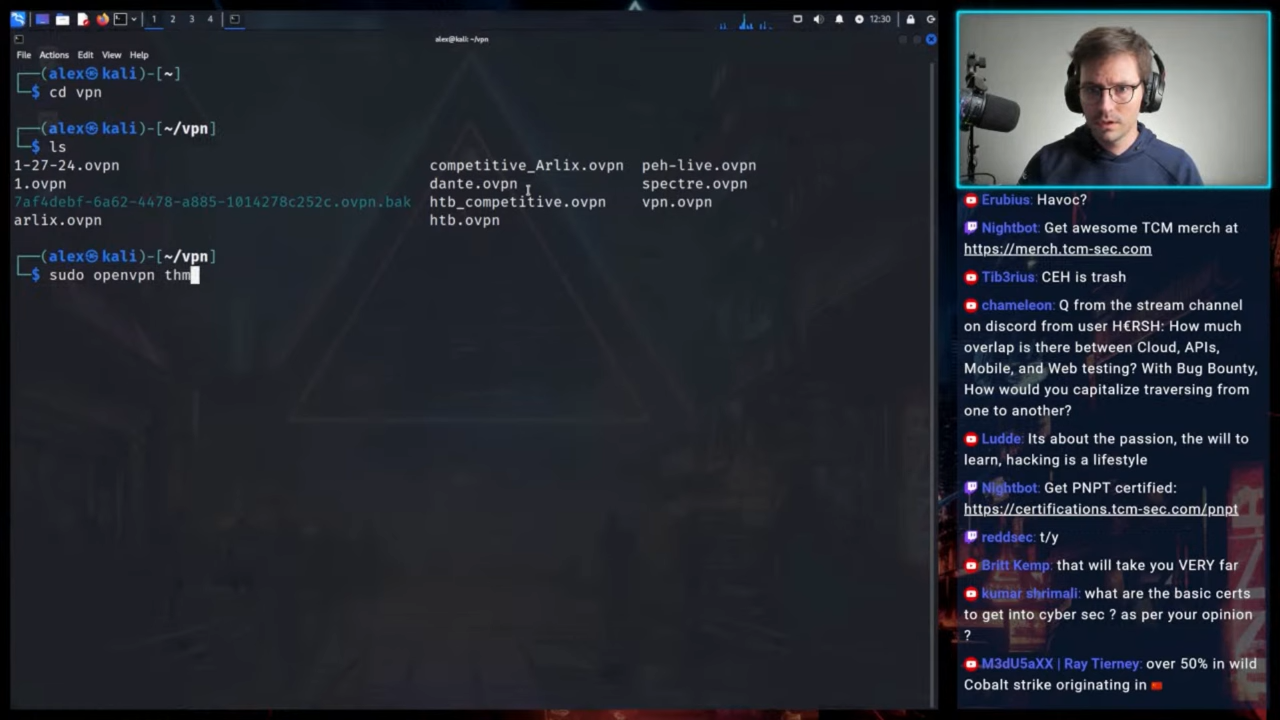 1 2 3 4
12:30
alex@kali: ~/vpn
File Actions Edit View Help
┌──(alex㉿kali)-[~]
└─$ cd vpn
┌──(alex㉿kali)-[~/vpn]
└─$ ls
1-27-24.ovpn competitive_Arlix.ovpn peh-live.ovpn
1.ovpn dante.ovpn spectre.ovpn
7af4debf-6a62-4478-a885-1014278c252c.ovpn.bak htb_competitive.ovpn vpn.ovpn
arlix.ovpn htb.ovpn
┌──(alex㉿kali)-[~/vpn]
└─$ sudo openvpn thm
Erubius: Havoc?
Nightbot: Get awesome TCM merch at
https://merch.tcm-sec.com
Tib3rius: CEH is trash
chameleon: Q from the stream channel
on discord from user H€RSH: How much
overlap is there between Cloud, APIs,
Mobile, and Web testing? With Bug Bounty,
How would you capitalize traversing from
one to another?
Ludde: Its about the passion, the will to
learn, hacking is a lifestyle
Nightbot: Get PNPT certified:
https://certifications.tcm-sec.com/pnpt
reddsec: t/y
Britt Kemp: that will take you VERY far
kumar shrimali: what are the basic certs
to get into cyber sec ? as per your opinion
?
M3dU5aXX | Ray Tierney: over 50% in wild
Cobalt strike originating in 🇨🇳